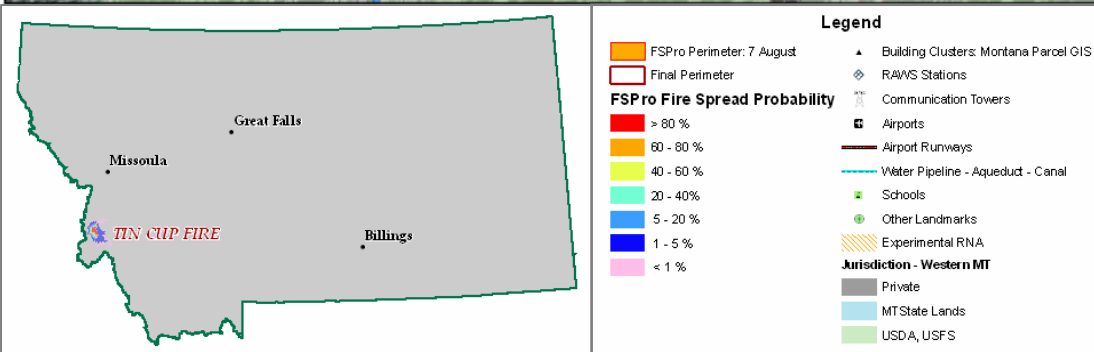 Great Falls
Missoula
TIN CUP FIRE
Billings
Legend
FSPro Perimeter: 7 August
Final Perimeter
FSPro Fire Spread Probability
> 80 %
60 - 80 %
40 - 60 %
20 - 40%
5 - 20 %
1 - 5 %
< 1 %
Building Clusters: Montana Parcel GIS
RAWS Stations
Communication Towers
Airports
Airport Runways
Water Pipeline - Aqueduct - Canal
Schools
Other Landmarks
Experimental RNA
Jurisdiction - Western MT
Private
MTState Lands
USDA, USFS